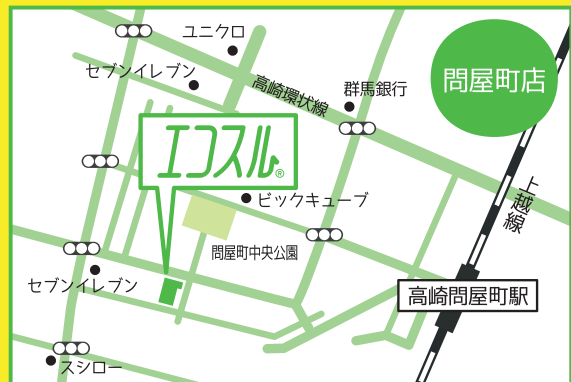 ユニクロ
セブンイレブン
高崎環状線
群馬銀行
問屋町店
エコスル®
ビックキューブ
上越線
問屋町中央公園
セブンイレブン
高崎問屋町駅
スシロー